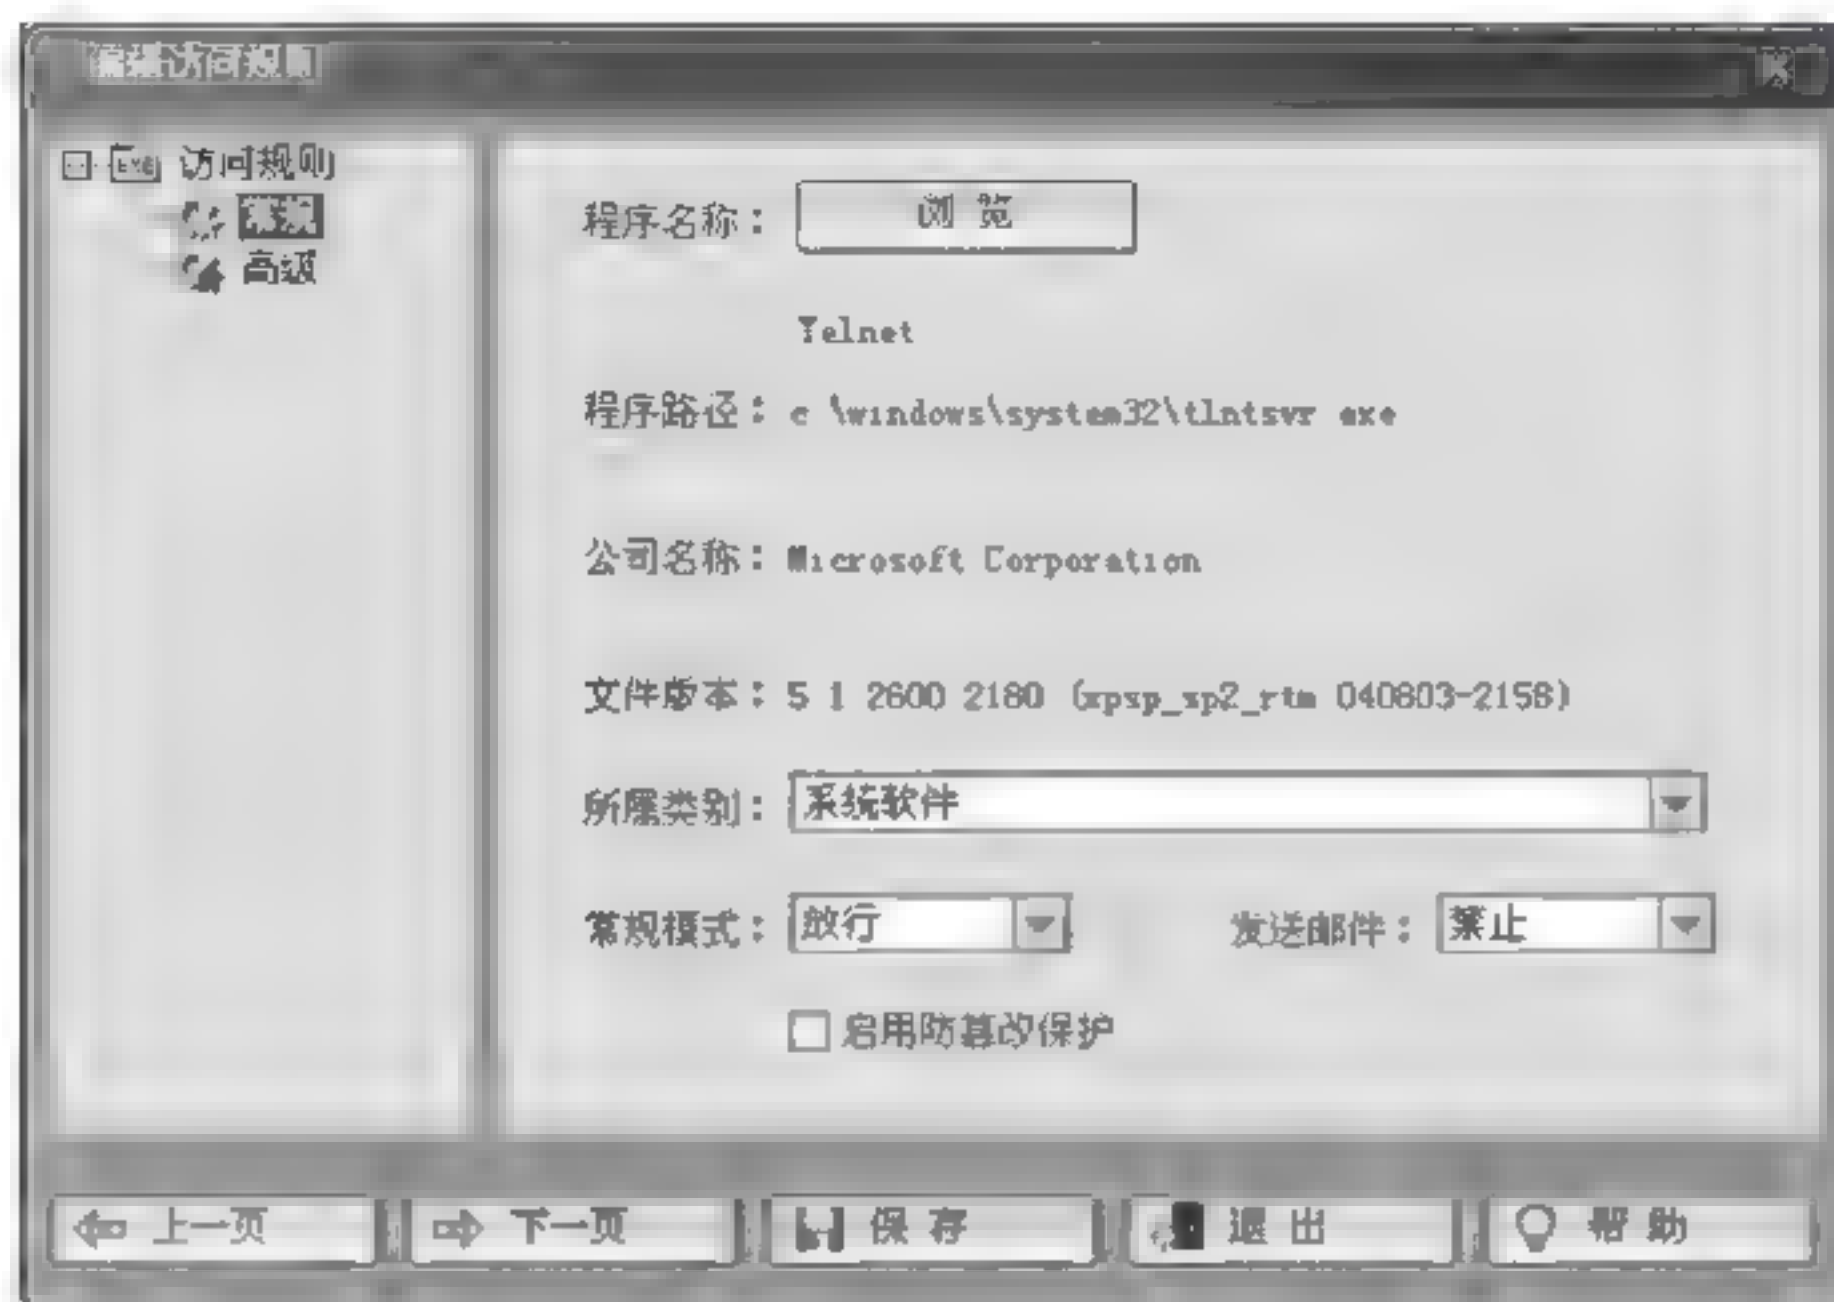 编辑访问规则
EXE 访问规则
常规
高级
程序名称: 浏 览
Telnet
程序路径: c \windows\system32\tlntsvr exe
公司名称: Microsoft Corporation
文件版本: 5 1 2600 2180 (xpsp_sp2_rtm 040803-2158)
所属类别: 系统软件
常规模式: 放行 发送邮件: 禁止
启用防篡改保护
上一页 下一页 保 存 退 出 帮 助